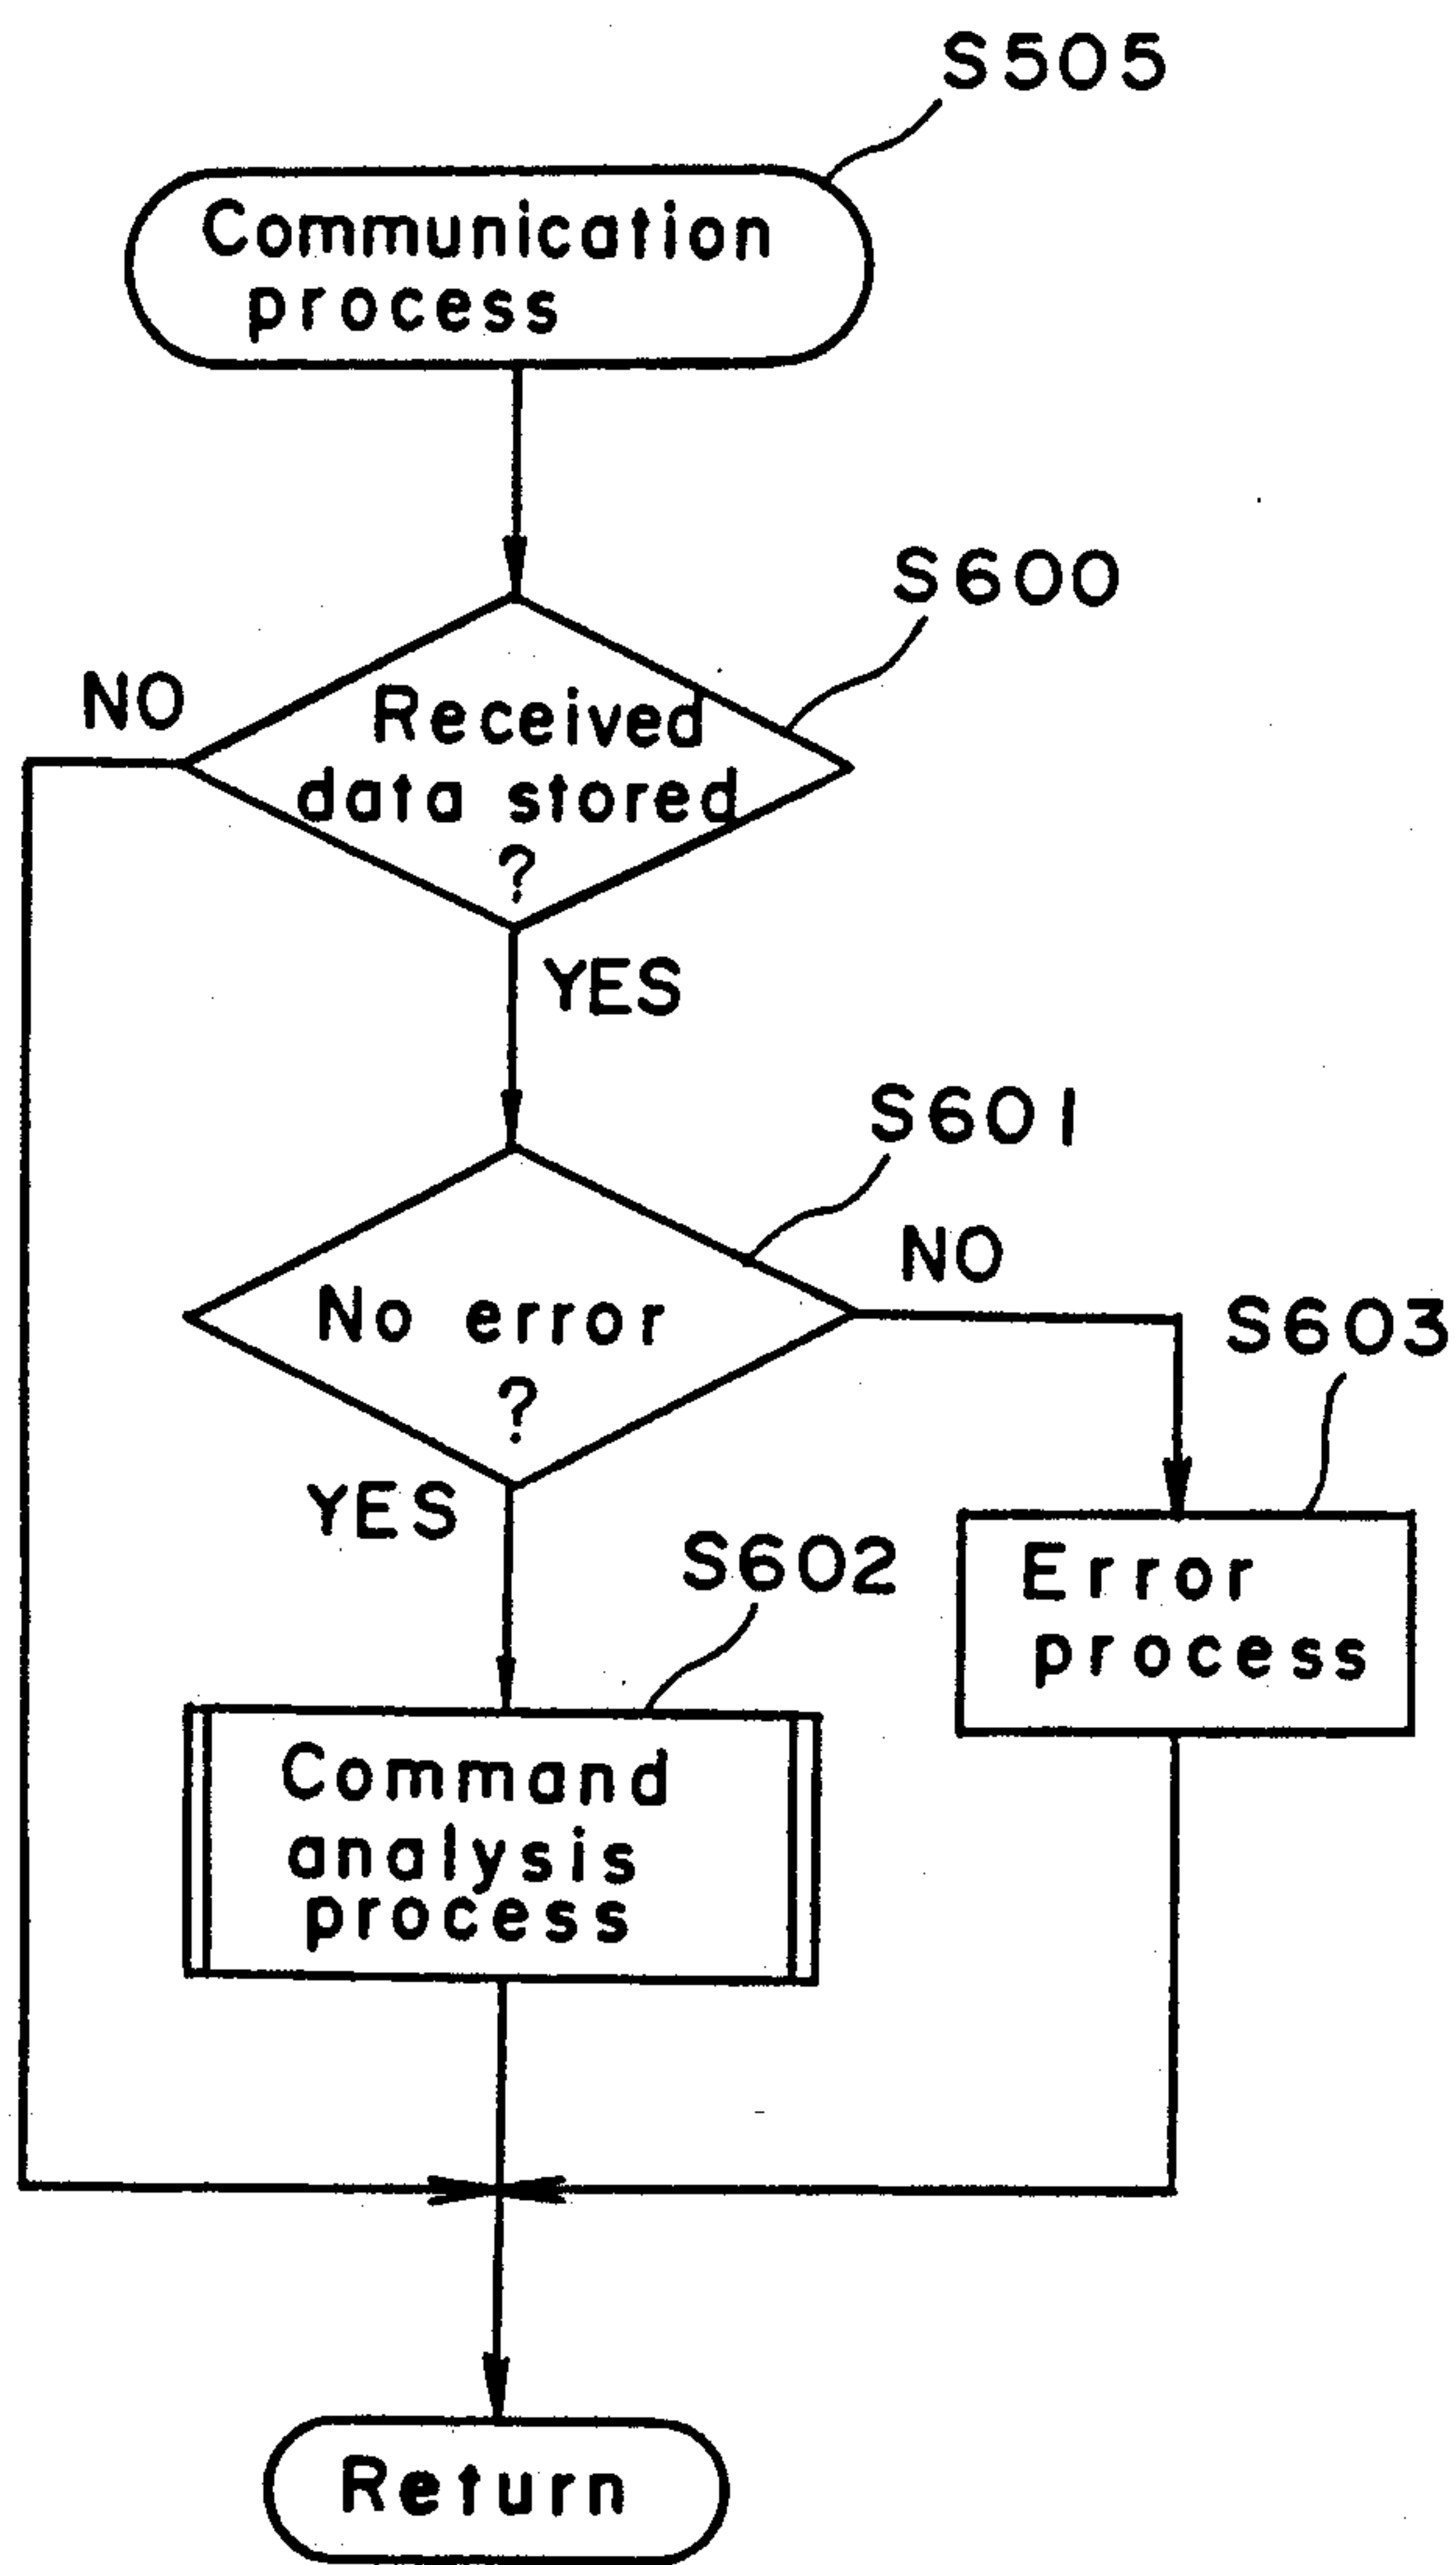 S505
Communication
process
S600
NO
Received
data stored
?
YES
S601
NO
No error
?
S603
YES
S602
Error
process
Command
analysis
process
Return